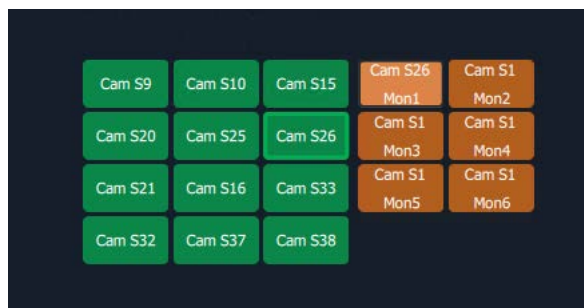 Cam S9 Cam S10 Cam S15 Cam S26 Mon1 Cam S1 Mon2
Cam S20 Cam S25 Cam S26 Cam S1 Mon3 Cam S1 Mon4
Cam S21 Cam S16 Cam S33 Cam S1 Mon5 Cam S1 Mon6
Cam S32 Cam S37 Cam S38